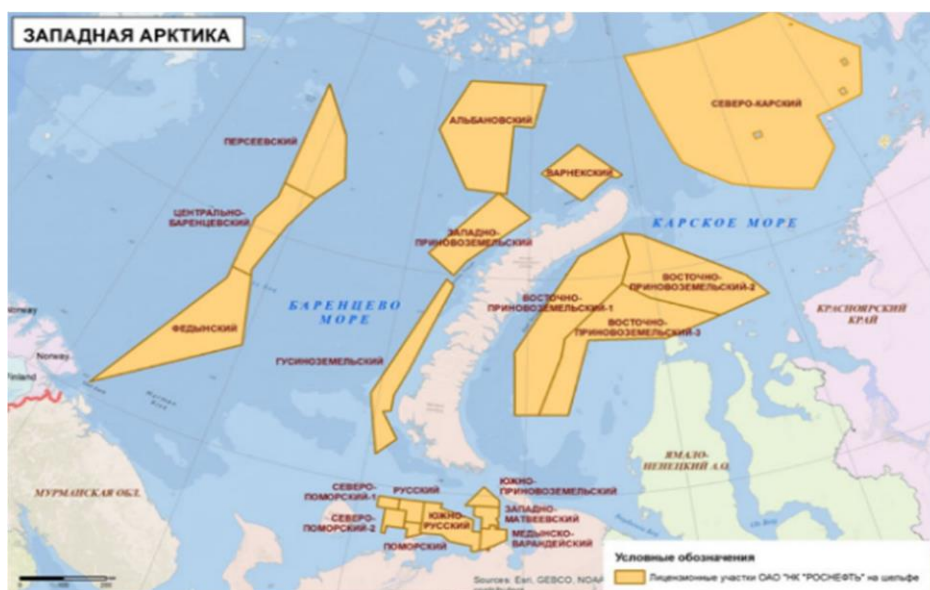 ЗАПАДНАЯ АРКТИКА
СЕВЕРО-КАРСКИЙ
АЛЬБАНОВСКИЙ
ПЕРСЕЕВСКИЙ
ВАРНЕКСКИЙ
ЦЕНТРАЛЬНО-
БАРЕНЦЕВСКИЙ
КАРСКОЕ МОРЕ
ЗАПАДНО-
ПРИНОВОЗЕМЕЛЬСКИЙ
ВОСТОЧНО-
ПРИНОВОЗЕМЕЛЬСКИЙ-2
БАРЕНЦЕВО
МОРЕ
ВОСТОЧНО-
ПРИНОВОЗЕМЕЛЬСКИЙ-1
КРАСНОЯРСКИЙ
КРАЙ
Norway
ФЕДЫНСКИЙ
ВОСТОЧНО-
ПРИНОВОЗЕМЕЛЬСКИЙ-3
Norway
Finland
ГУСИНОЗЕМЕЛЬСКИЙ
ЯМАЛО-
НЕНЕЦКИЙ А.О.
МУРМАНСКАЯ ОБЛ.
СЕВЕРО-
ПОМОРСКИЙ-1
РУССКИЙ
ЮЖНО-
ПРИНОВОЗЕМЕЛЬСКИЙ
СЕВЕРО-
ПОМОРСКИЙ-2
ЮЖНО-
РУССКИЙ
ЗАПАДНО-
МАТВЕЕВСКИЙ
ПОМОРСКИЙ
МЕДЫНСКО-
ВАРАНДЕЙСКИЙ
Условные обозначения
Лицензионные участки ОАО "НК "РОСНЕФТЬ" на шельфе
Sources: Esri, GEBCO, NOAA